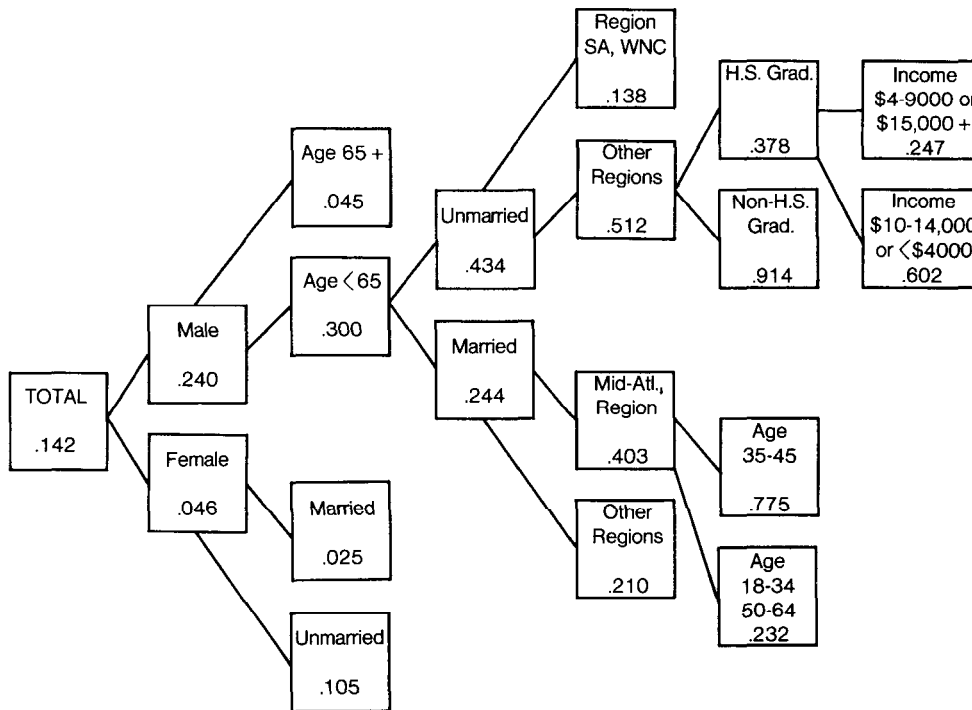 TOTAL
.142
Male
.240
Female
.046
Age 65 +
.045
Age < 65
.300
Married
.025
Unmarried
.105
Unmarried
.434
Married
.244
Region
SA, WNC
.138
Other
Regions
.512
Mid-Atl.,
Region
.403
Other
Regions
.210
H.S. Grad.
.378
Non-H.S.
Grad.
.914
Age
35-45
.775
Age
18-34
50-64
.232
Income
$4-9000 or
$15,000 +
.247
Income
$10-14,000
or <$4000
.602